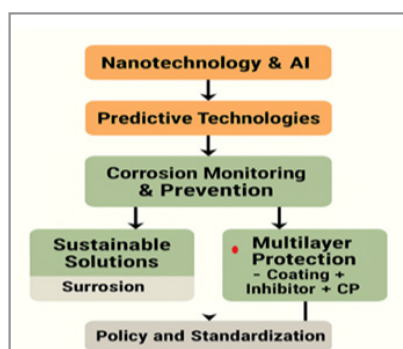 Nanotechnology & AI
Predictive Technologies
Corrosion Monitoring
& Prevention
Sustainable
Solutions
Surrosion
Multilayer
Protection
- Coating +
Inhibitor + CP
Policy and Standardization